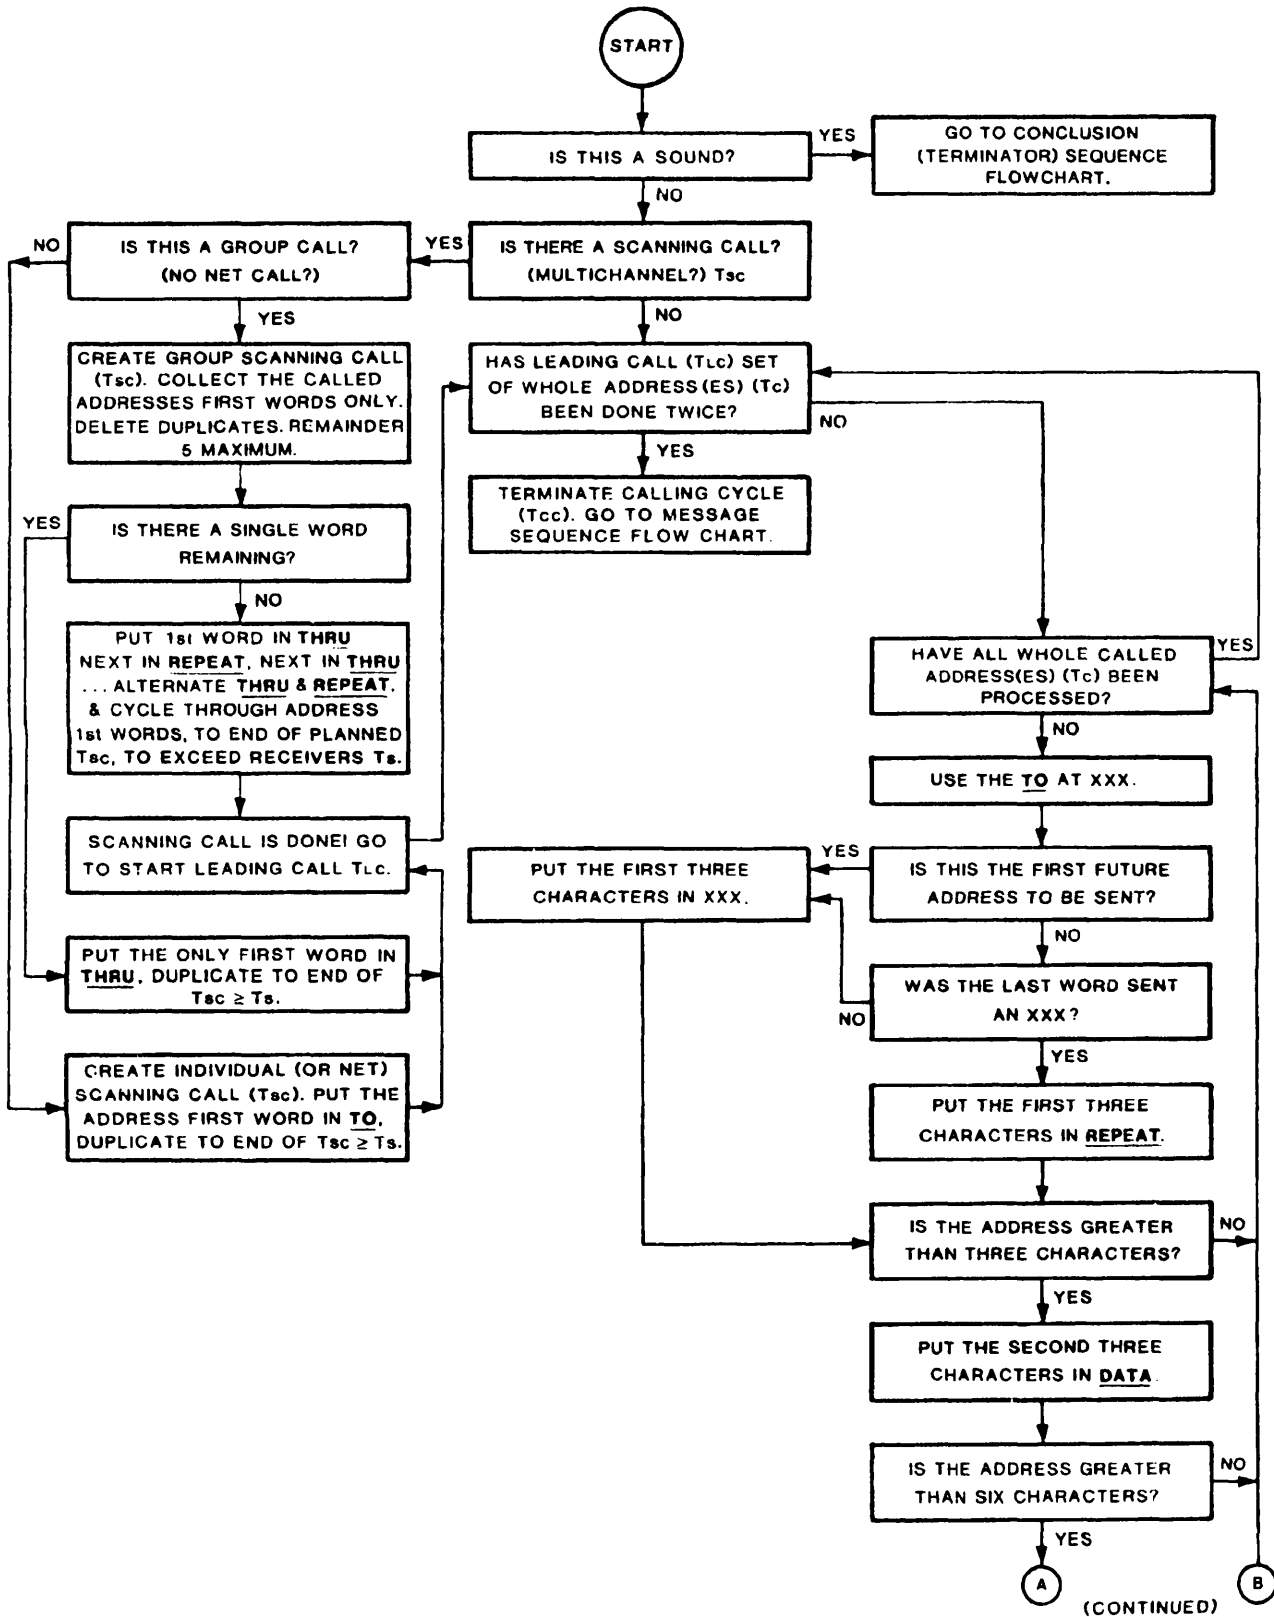 START
IS THIS A SOUND?
YES
GO TO CONCLUSION
(TERMINATOR) SEQUENCE
FLOWCHART.
NO
NO
IS THIS A GROUP CALL?
(NO NET CALL?)
YES
IS THERE A SCANNING CALL?
(MULTICHANNEL?) Tsc
YES
NO
CREATE GROUP SCANNING CALL
(Tsc). COLLECT THE CALLED
ADDRESSES FIRST WORDS ONLY.
DELETE DUPLICATES. REMAINDER
5 MAXIMUM.
HAS LEADING CALL (TLC) SET
OF WHOLE ADDRESS(ES) (Tc)
BEEN DONE TWICE?
NO
YES
TERMINATE CALLING CYCLE
(Tcc). GO TO MESSAGE
SEQUENCE FLOW CHART.
YES
IS THERE A SINGLE WORD
REMAINING?
NO
PUT 1st WORD IN THRU
NEXT IN REPEAT, NEXT IN THRU
... ALTERNATE THRU & REPEAT.
& CYCLE THROUGH ADDRESS
1st WORDS, TO END OF PLANNED
Tsc, TO EXCEED RECEIVERS Ts.
SCANNING CALL IS DONE! GO
TO START LEADING CALL TLC.
PUT THE ONLY FIRST WORD IN
THRU, DUPLICATE TO END OF
Tsc ≥ Ts.
CREATE INDIVIDUAL (OR NET)
SCANNING CALL (Tsc). PUT THE
ADDRESS FIRST WORD IN TO,
DUPLICATE TO END OF Tsc ≥ Ts.
HAVE ALL WHOLE CALLED
ADDRESS(ES) (Tc) BEEN
PROCESSED?
YES
NO
USE THE TO AT XXX.
IS THIS THE FIRST FUTURE
ADDRESS TO BE SENT?
YES
PUT THE FIRST THREE
CHARACTERS IN XXX.
NO
WAS THE LAST WORD SENT
AN XXX?
NO
YES
PUT THE FIRST THREE
CHARACTERS IN REPEAT.
IS THE ADDRESS GREATER
THAN THREE CHARACTERS?
NO
YES
PUT THE SECOND THREE
CHARACTERS IN DATA.
IS THE ADDRESS GREATER
THAN SIX CHARACTERS?
NO
YES
A
B
(CONTINUED)